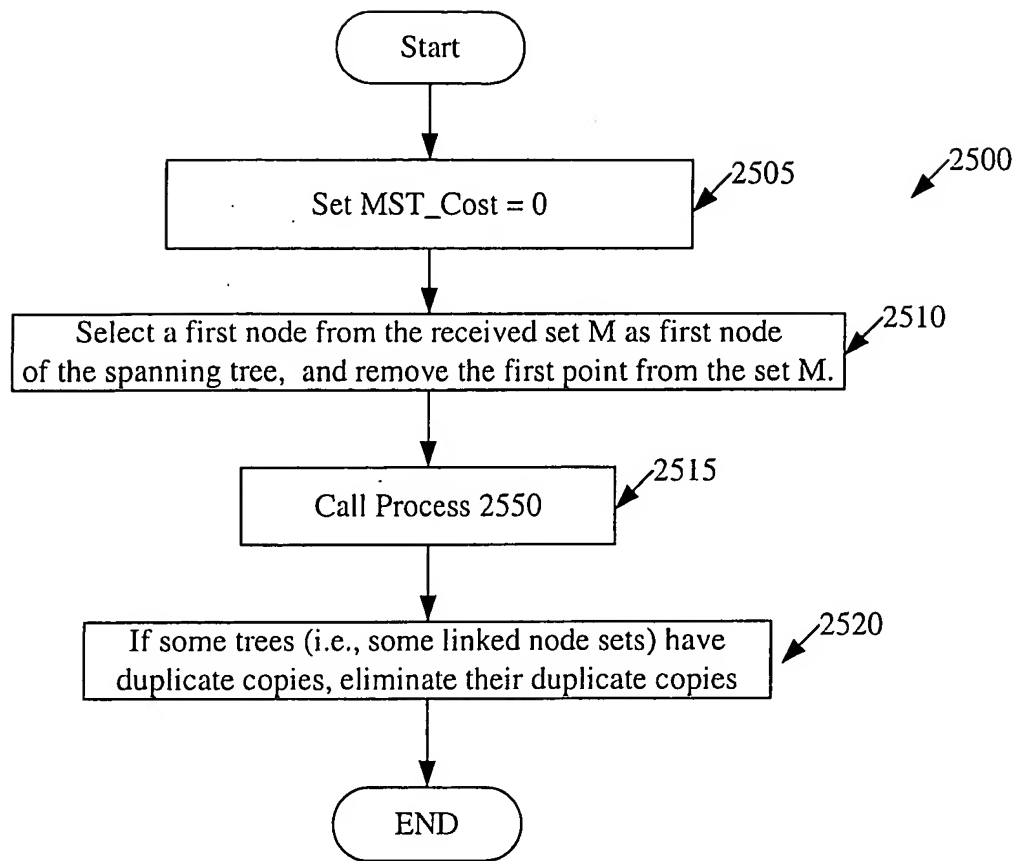 Start
2500
2505
Set MST_Cost = 0
2510
Select a first node from the received set M as first node
of the spanning tree, and remove the first point from the set M.
2515
Call Process 2550
2520
If some trees (i.e., some linked node sets) have
duplicate copies, eliminate their duplicate copies
END